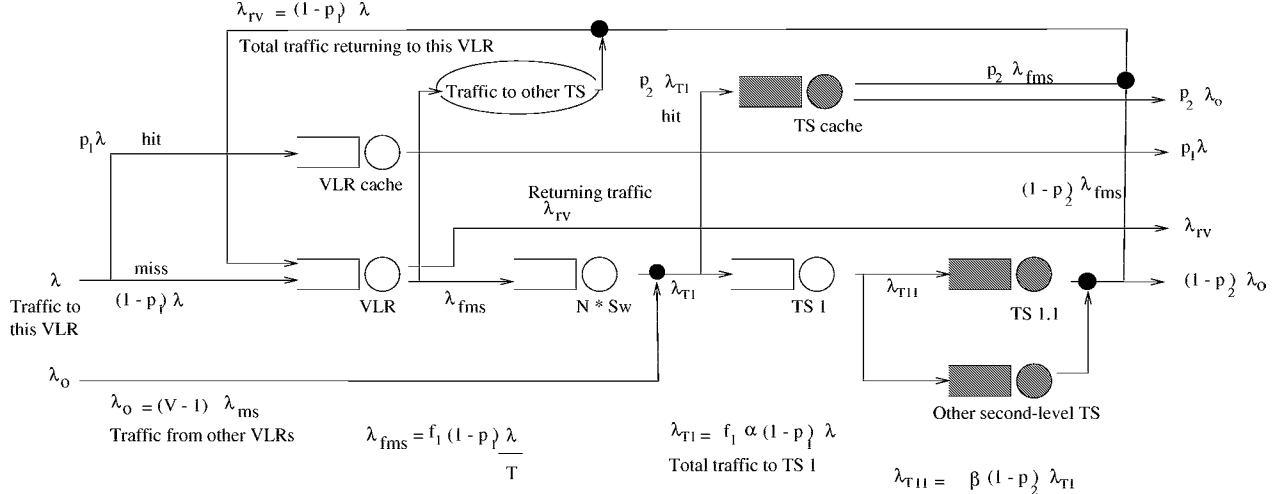 λrv = (1 - p1) λ
Total traffic returning to this VLR
Traffic to other TS
p2 λT1
hit
TS cache
p2 λfms
p2 λo
p1λ
hit
VLR cache
p1λ
Returning traffic
λrv
(1 - p2) λfms
λrv
λ
Traffic to
this VLR
miss
(1 - p1) λ
VLR
λfms
N * Sw
λT1
TS 1
λT11
TS 1.1
(1 - p2) λo
λo
Other second-level TS
λo = (V - 1) λms
Traffic from other VLRs
λfms = f1 (1 - p1) λ
T
λT1 = f1 α (1 - p1) λ
Total traffic to TS 1
λT11 = β (1 - p2) λT1